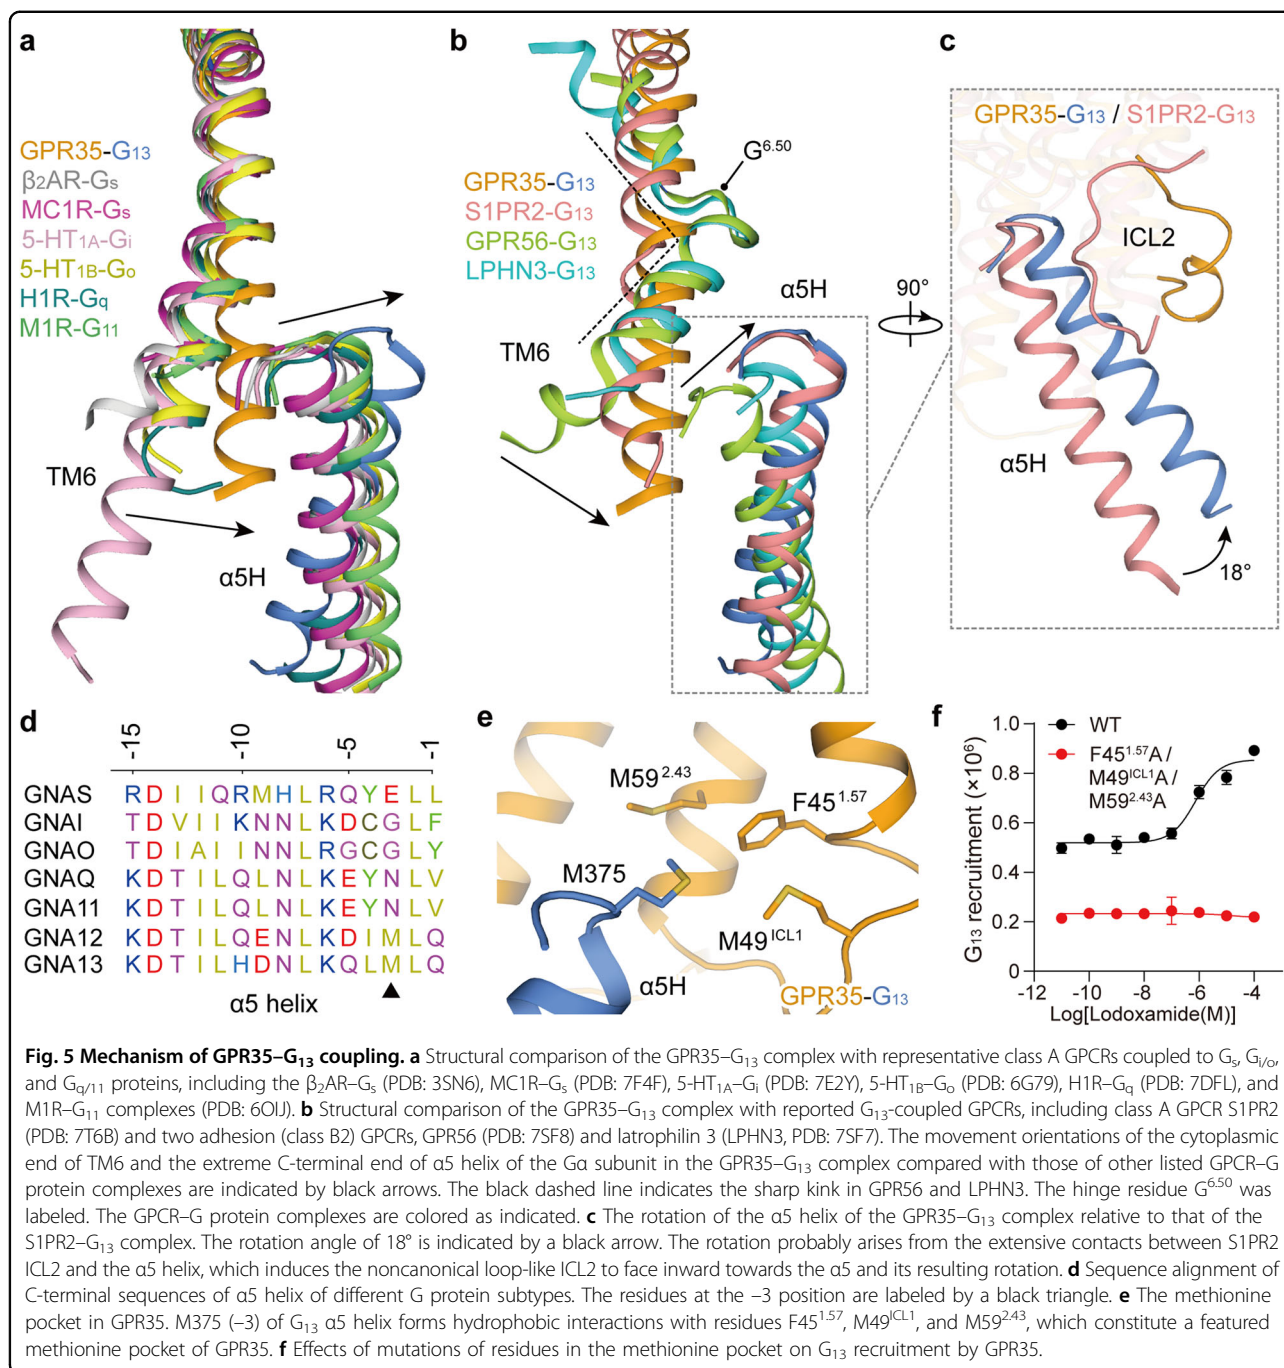 a
GPR35-G13
β2AR-Gs
MC1R-Gs
5-HT1A-Gi
5-HT1B-Go
H1R-Gq
M1R-G11
TM6
α5H
b
G6.50
GPR35-G13
S1PR2-G13
GPR56-G13
LPHN3-G13
TM6
α5H
90°
c
GPR35-G13 / S1PR2-G13
ICL2
α5H
18°
d
-15 -10 -5 -1
GNAS R D I I Q R M H L R Q Y E L L
GNAI T D V I I K N N L K D C G L F
GNAO T D I A I I N N L R G C G L Y
GNAQ K D T I L Q L N L K E Y N L V
GNA11 K D T I L Q L N L K E Y N L V
GNA12 K D T I L Q E N L K D I M L Q
GNA13 K D T I L H D N L K Q L M L Q
α5 helix
e
M59^2.43
F45^1.57
M375
M49^ICL1
α5H
GPR35-G13
f
WT
F45^1.57A /
M49^ICL1A /
M59^2.43A
G13 recruitment (×10^6)
1.0
0.8
0.6
0.4
0.2
0
-12 -10 -8 -6 -4
Log[Lodoxamide(M)]
Fig. 5 Mechanism of GPR35–G13 coupling. a Structural comparison of the GPR35–G13 complex with representative class A GPCRs coupled to Gs, Gi/o,
and Gq/11 proteins, including the β2AR–Gs (PDB: 3SN6), MC1R–Gs (PDB: 7F4F), 5-HT1A–Gi (PDB: 7E2Y), 5-HT1B–Go (PDB: 6G79), H1R–Gq (PDB: 7DFL), and
M1R–G11 complexes (PDB: 6OIJ). b Structural comparison of the GPR35–G13 complex with reported G13-coupled GPCRs, including class A GPCR S1PR2
(PDB: 7T6B) and two adhesion (class B2) GPCRs, GPR56 (PDB: 7SF8) and latrophilin 3 (LPHN3, PDB: 7SF7). The movement orientations of the cytoplasmic
end of TM6 and the extreme C-terminal end of α5 helix of the Gα subunit in the GPR35–G13 complex compared with those of other listed GPCR–G
protein complexes are indicated by black arrows. The black dashed line indicates the sharp kink in GPR56 and LPHN3. The hinge residue G6.50 was
labeled. The GPCR–G protein complexes are colored as indicated. c The rotation of the α5 helix of the GPR35–G13 complex relative to that of the
S1PR2–G13 complex. The rotation angle of 18° is indicated by a black arrow. The rotation probably arises from the extensive contacts between S1PR2
ICL2 and the α5 helix, which induces the noncanonical loop-like ICL2 to face inward towards the α5 and its resulting rotation. d Sequence alignment of
C-terminal sequences of α5 helix of different G protein subtypes. The residues at the −3 position are labeled by a black triangle. e The methionine
pocket in GPR35. M375 (−3) of G13 α5 helix forms hydrophobic interactions with residues F45^1.57, M49^ICL1, and M59^2.43, which constitute a featured
methionine pocket of GPR35. f Effects of mutations of residues in the methionine pocket on G13 recruitment by GPR35.